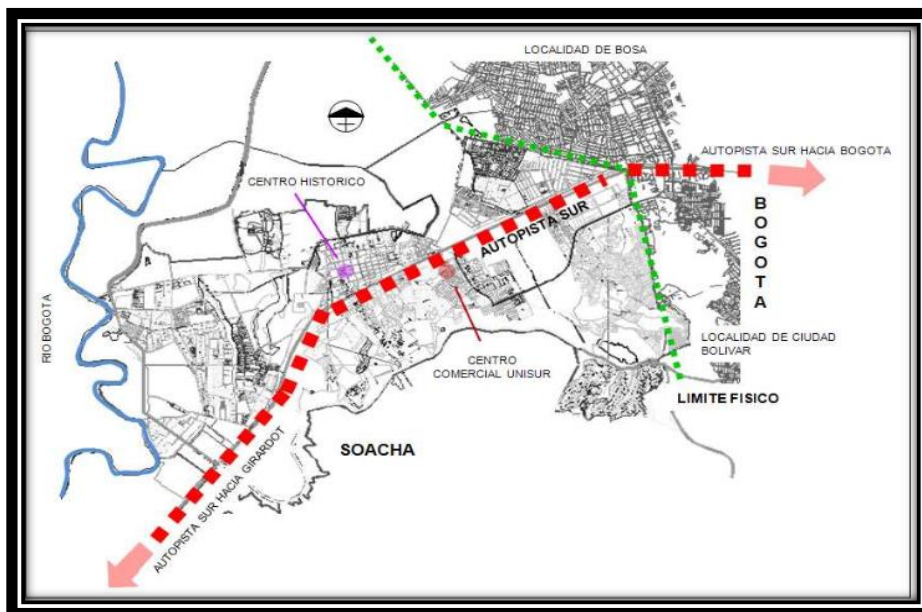 LOCALIDAD DE BOSA
AUTOPISTA SUR HACIA BOGOTA
CENTRO HISTORICO
AUTOPISTA SUR
BOGOTA
RIO BOGOTA
CENTRO
COMERCIAL UNISUR
LOCALIDAD DE CIUDAD
BOLIVAR
LIMITE FISICO
SOACHA
AUTOPISTA SUR HACIA GIRARDOT